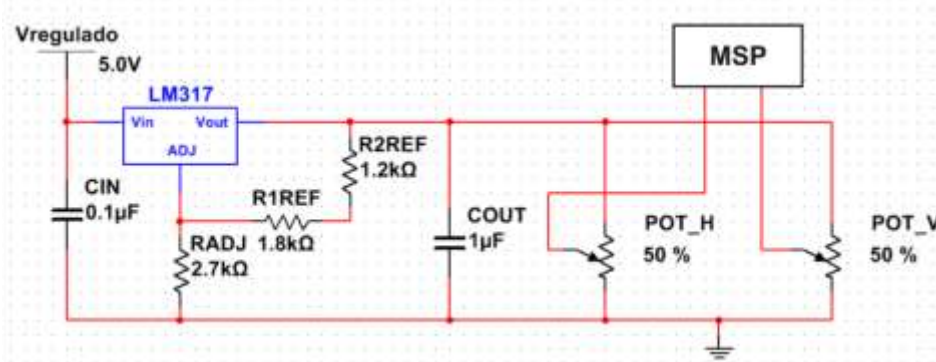 Vregulado
5.0V
MSP
LM317
Vin Vout
ADJ
R2REF
1.2kΩ
CIN
0.1µF
R1REF
1.8kΩ
RADJ
2.7kΩ
COUT
1µF
POT_H
50 %
POT_V
50 %